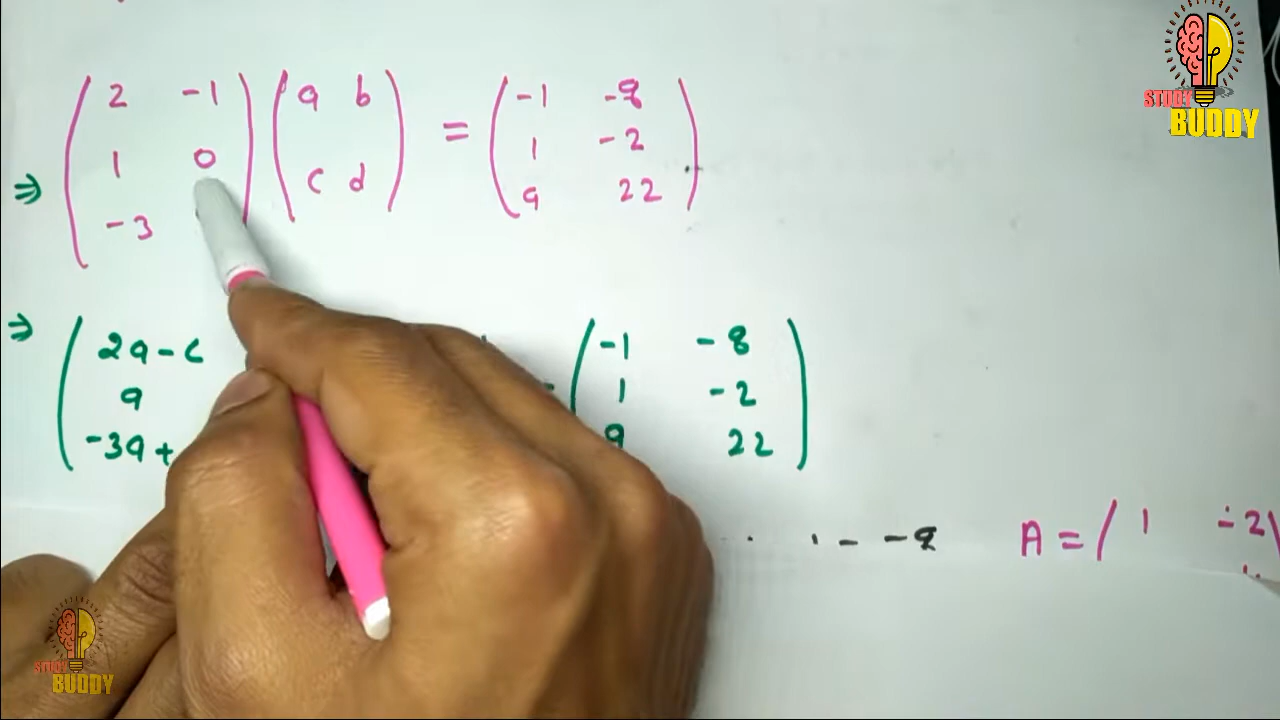 STUDY
BUDDY
2 -1 a b = -1 -8
⇒ 1 0 c d 1 -2
-3 9 22
⇒ 2a-c -1 -8
a 1 -2
-3a+ 9 22
-8 A = 1 -2
STUDY
BUDDY